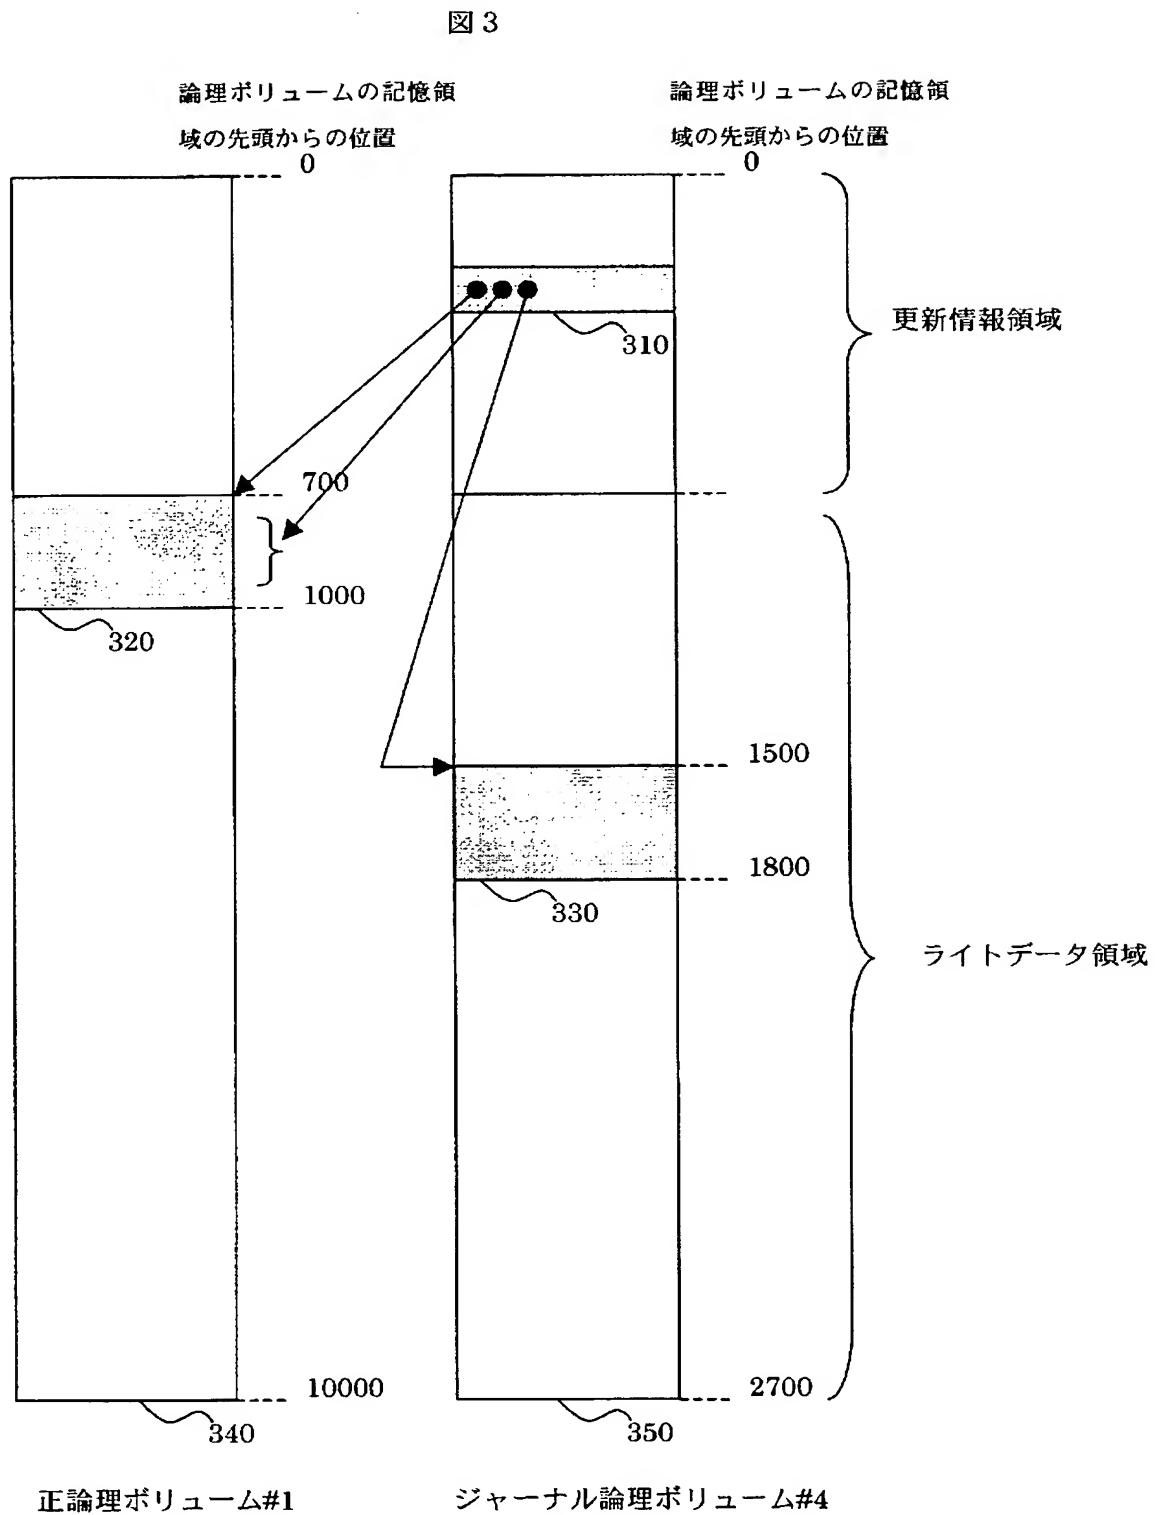 図3
論理ボリュームの記憶領
域の先頭からの位置
論理ボリュームの記憶領
域の先頭からの位置
0
0
310
更新情報領域
700
1000
320
1500
1800
330
ライトデータ領域
10000
2700
340
350
正論理ボリューム#1
ジャーナル論理ボリューム#4